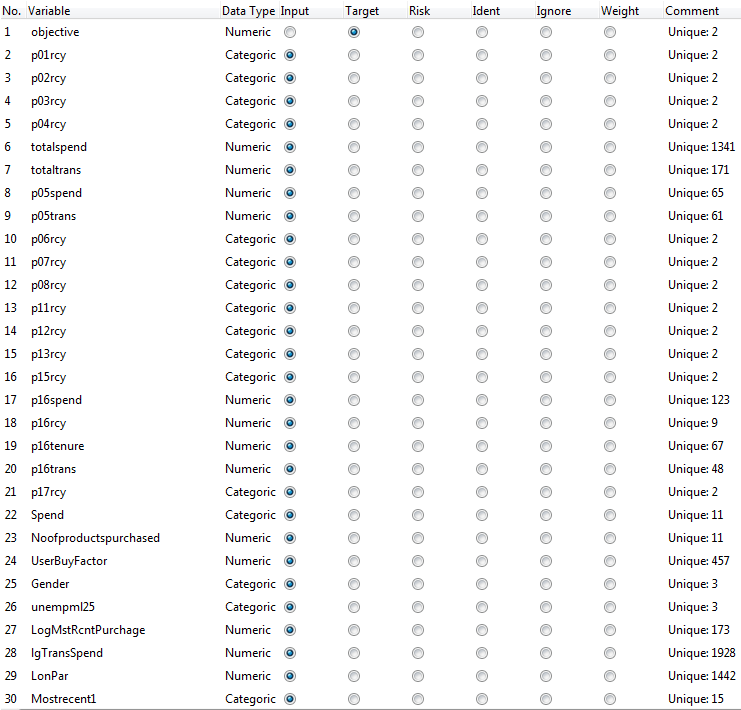 No. Variable Data Type Input Target Risk Ident Ignore Weight Comment
1 objective Numeric Unique: 2
2 p01rcy Categoric Unique: 2
3 p02rcy Categoric Unique: 2
4 p03rcy Categoric Unique: 2
5 p04rcy Categoric Unique: 2
6 totalspend Numeric Unique: 1341
7 totaltrans Numeric Unique: 171
8 p05spend Numeric Unique: 65
9 p05trans Numeric Unique: 61
10 p06rcy Categoric Unique: 2
11 p07rcy Categoric Unique: 2
12 p08rcy Categoric Unique: 2
13 p11rcy Categoric Unique: 2
14 p12rcy Categoric Unique: 2
15 p13rcy Categoric Unique: 2
16 p15rcy Categoric Unique: 2
17 p16spend Numeric Unique: 123
18 p16rcy Numeric Unique: 9
19 p16tenure Numeric Unique: 67
20 p16trans Numeric Unique: 48
21 p17rcy Categoric Unique: 2
22 Spend Categoric Unique: 11
23 Noofproductspurchased Numeric Unique: 11
24 UserBuyFactor Numeric Unique: 457
25 Gender Categoric Unique: 3
26 unempml25 Categoric Unique: 3
27 LogMstRcntPurchage Numeric Unique: 173
28 lgTransSpend Numeric Unique: 1928
29 LonPar Numeric Unique: 1442
30 Mostrecent1 Categoric Unique: 15